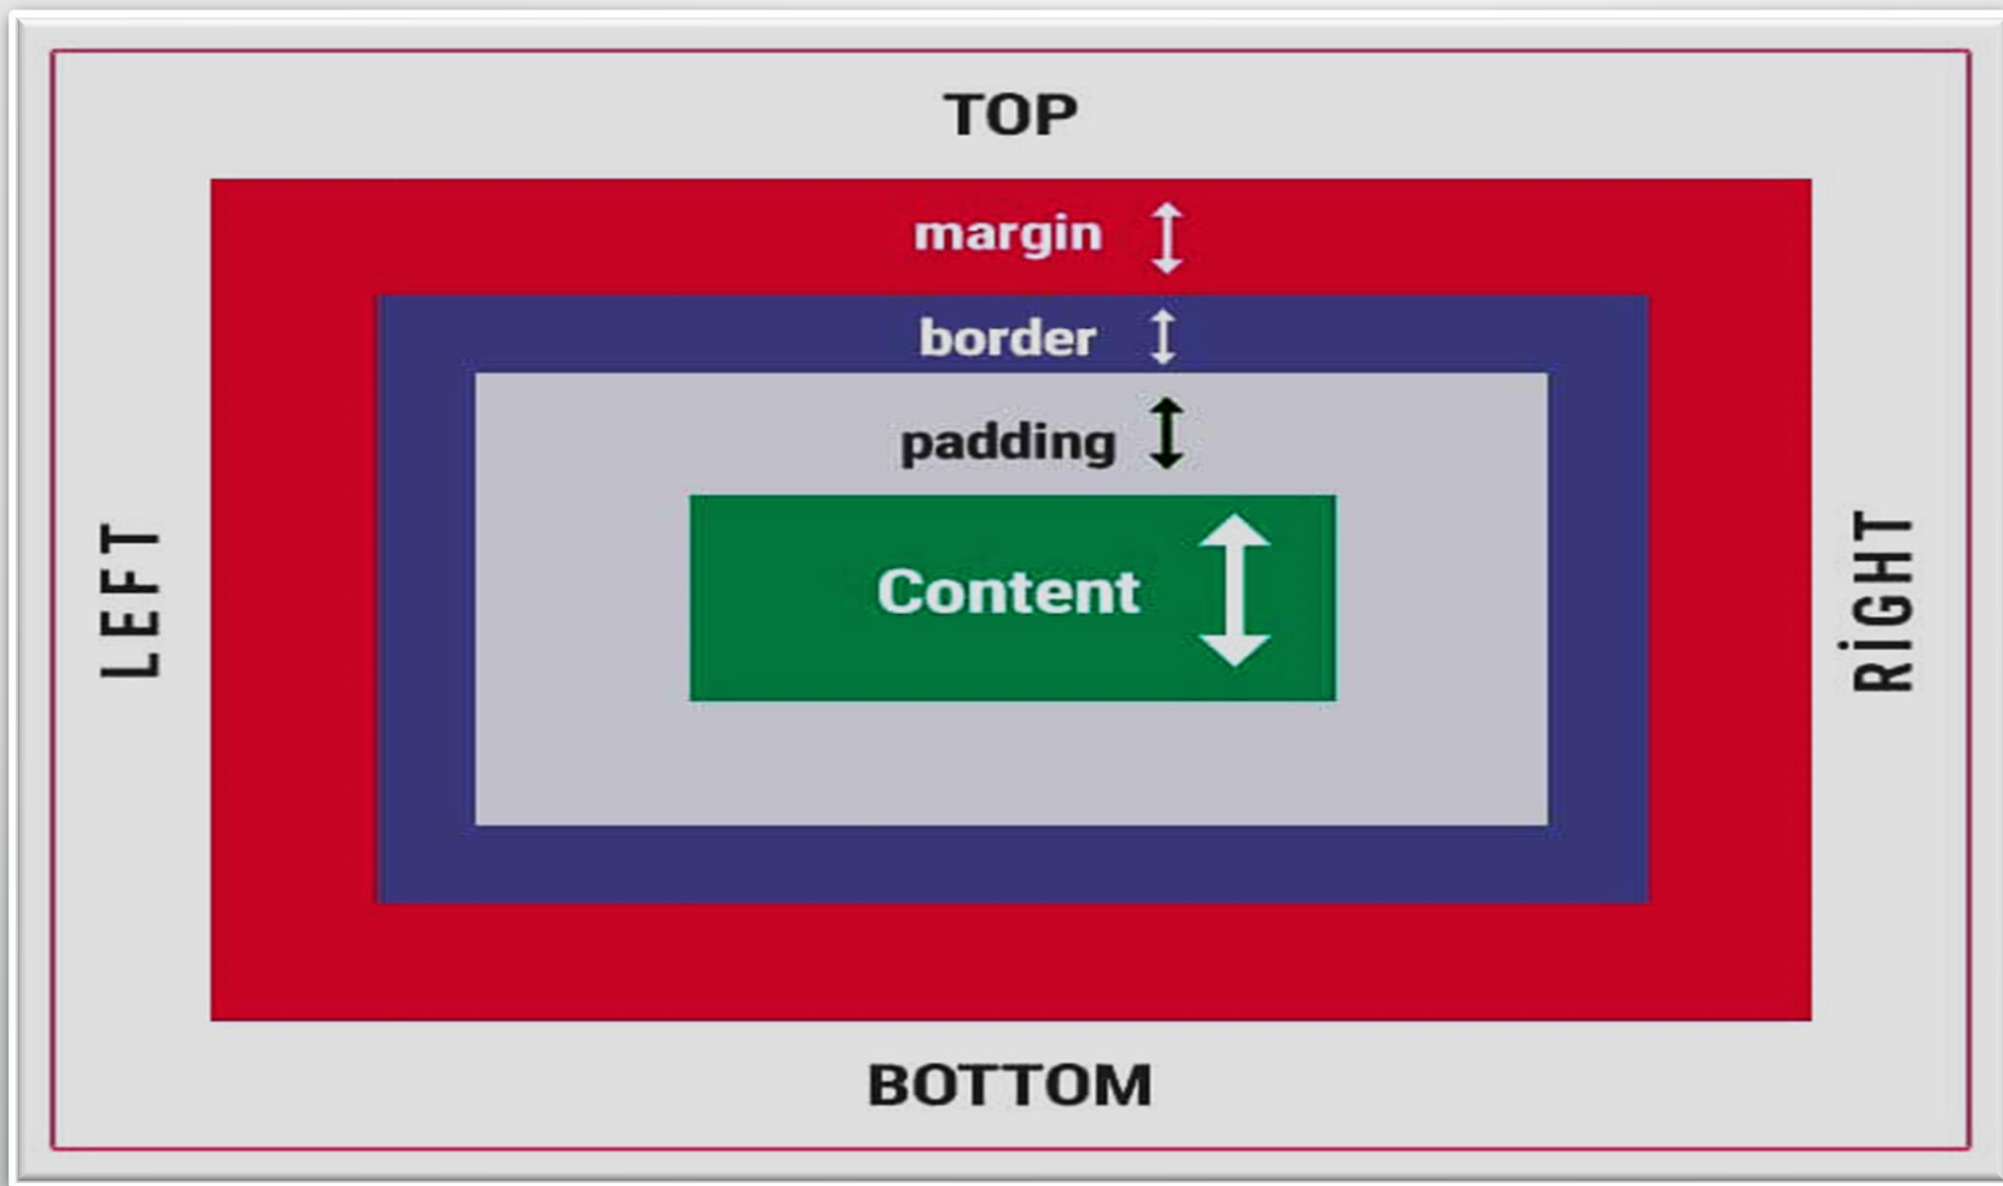 TOP
margin
border
padding
LEFT
Content
RİGHT
BOTTOM